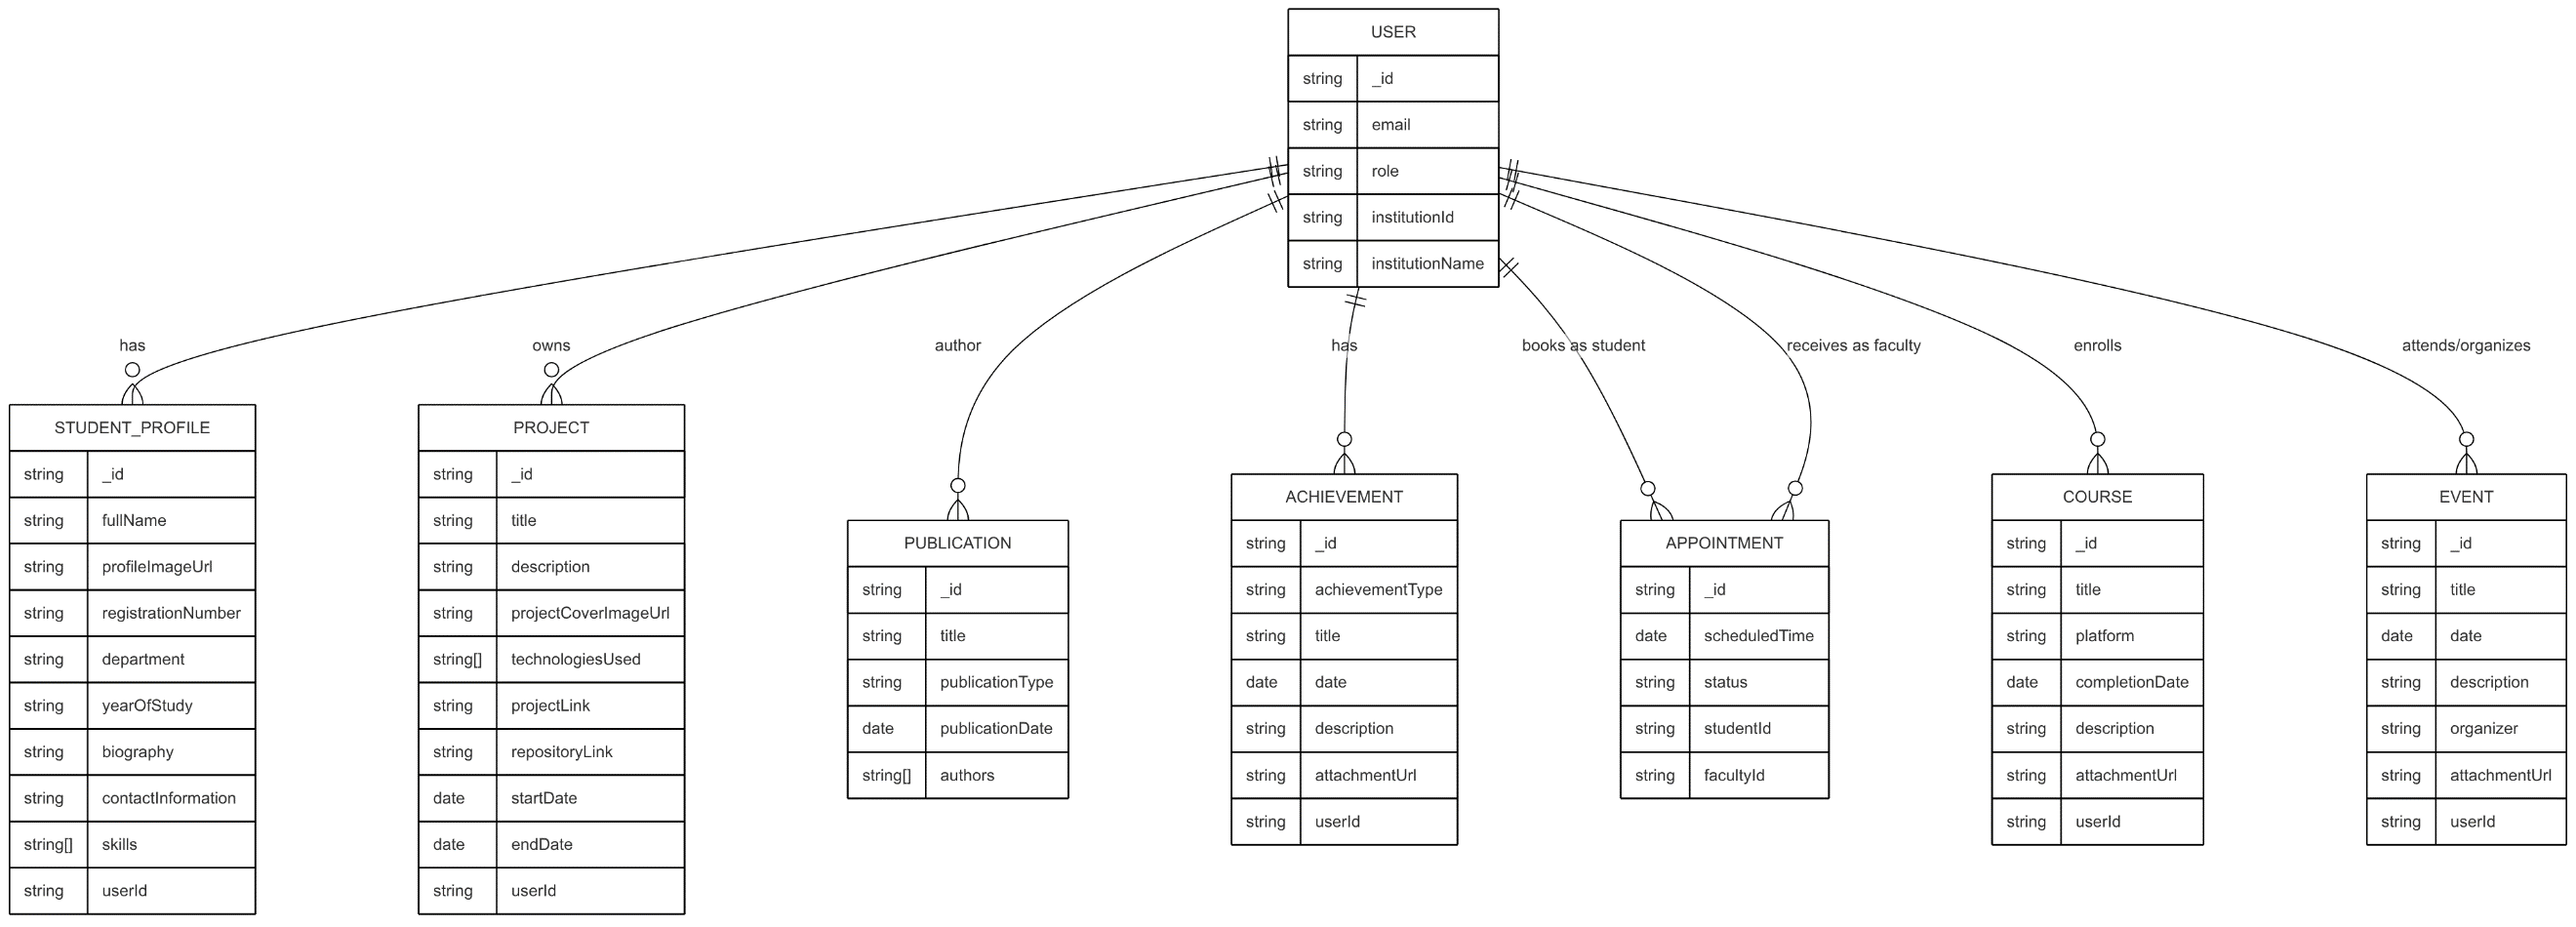 USER
string _id
string email
string role
string institutionId
string institutionName
has
owns
author
has
books as student
receives as faculty
enrolls
attends/organizes
STUDENT_PROFILE
string _id
string fullName
string profileImageUrl
string registrationNumber
string department
string yearOfStudy
string biography
string contactInformation
string[] skills
string userId
PROJECT
string _id
string title
string description
string projectCoverImageUrl
string[] technologiesUsed
string projectLink
string repositoryLink
date startDate
date endDate
string userId
PUBLICATION
string _id
string title
string publicationType
date publicationDate
string[] authors
ACHIEVEMENT
string _id
string achievementType
string title
date date
string description
string attachmentUrl
string userId
APPOINTMENT
string _id
date scheduledTime
string status
string studentId
string facultyId
COURSE
string _id
string title
string platform
date completionDate
string description
string attachmentUrl
string userId
EVENT
string _id
string title
date date
string description
string organizer
string attachmentUrl
string userId